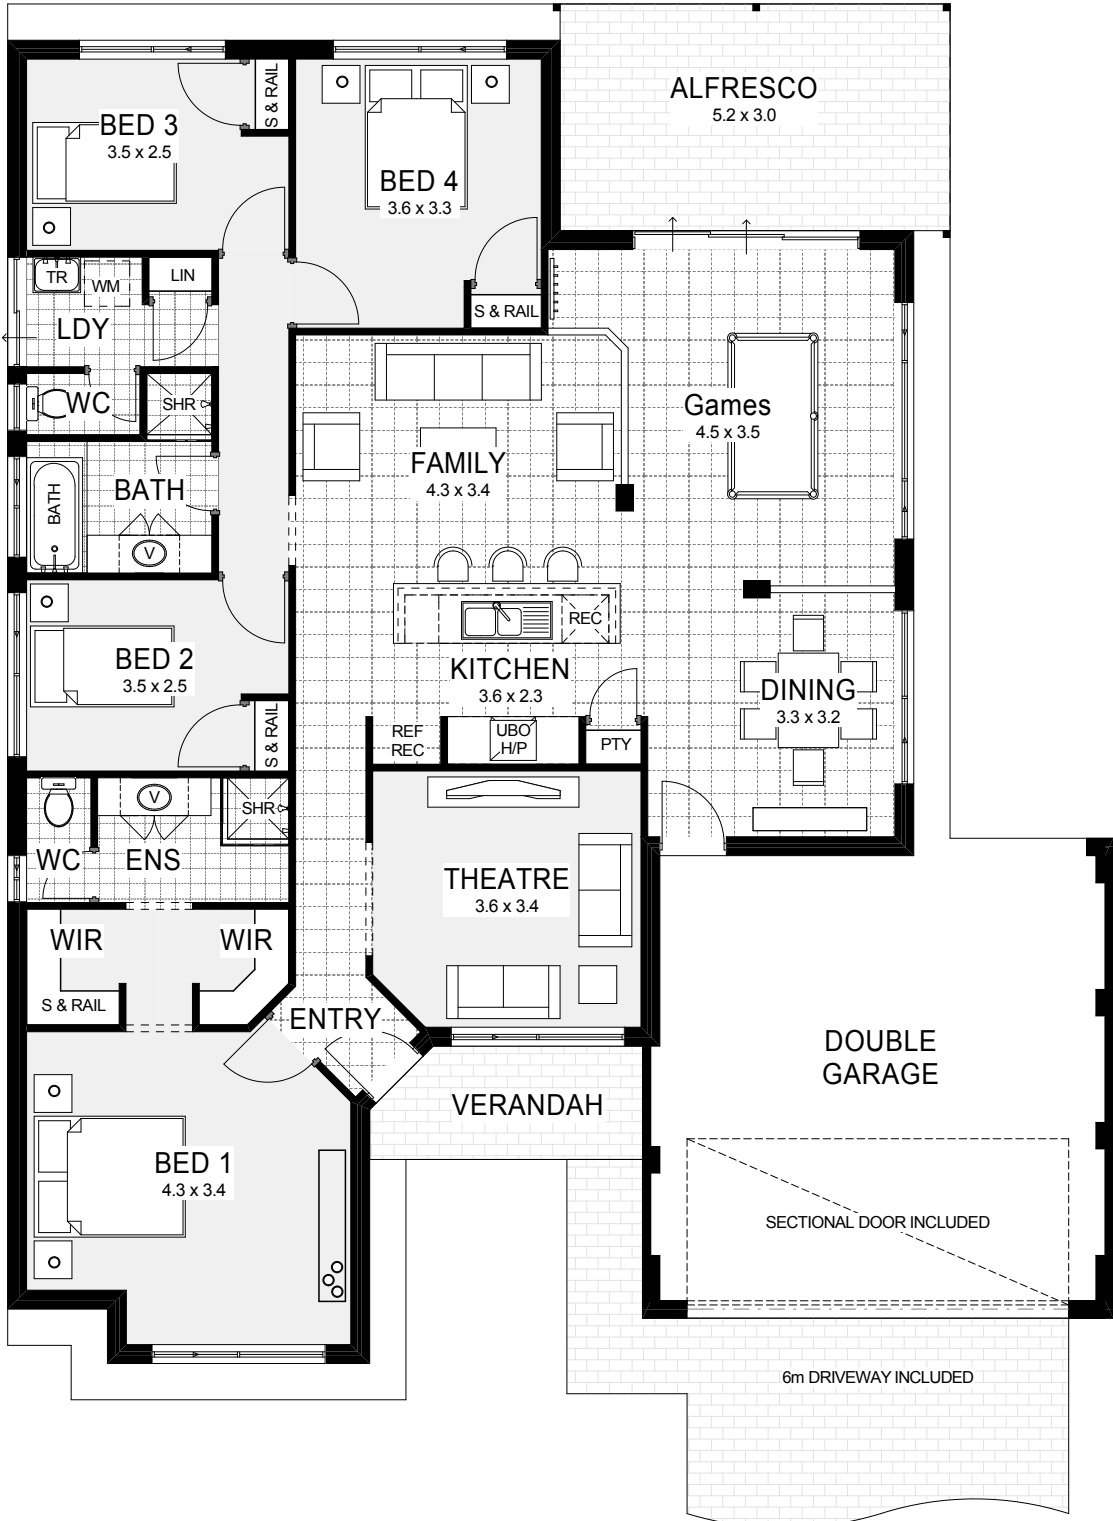 ALFRESCO
5.2 x 3.0
BED 3
3.5 x 2.5
S & RAIL
BED 4
3.6 x 3.3
S & RAIL
TR
WM
LIN
LDY
WC
SHR
Games
4.5 x 3.5
FAMILY
4.3 x 3.4
BATH
BATH
V
REC
KITCHEN
3.6 x 2.3
BED 2
3.5 x 2.5
S & RAIL
DINING
3.3 x 3.2
REF
REC
UBO
H/P
PTY
V
SHR
WC
ENS
THEATRE
3.6 x 3.4
WIR
WIR
S & RAIL
ENTRY
DOUBLE
GARAGE
VERANDAH
BED 1
4.3 x 3.4
SECTIONAL DOOR INCLUDED
6m DRIVEWAY INCLUDED